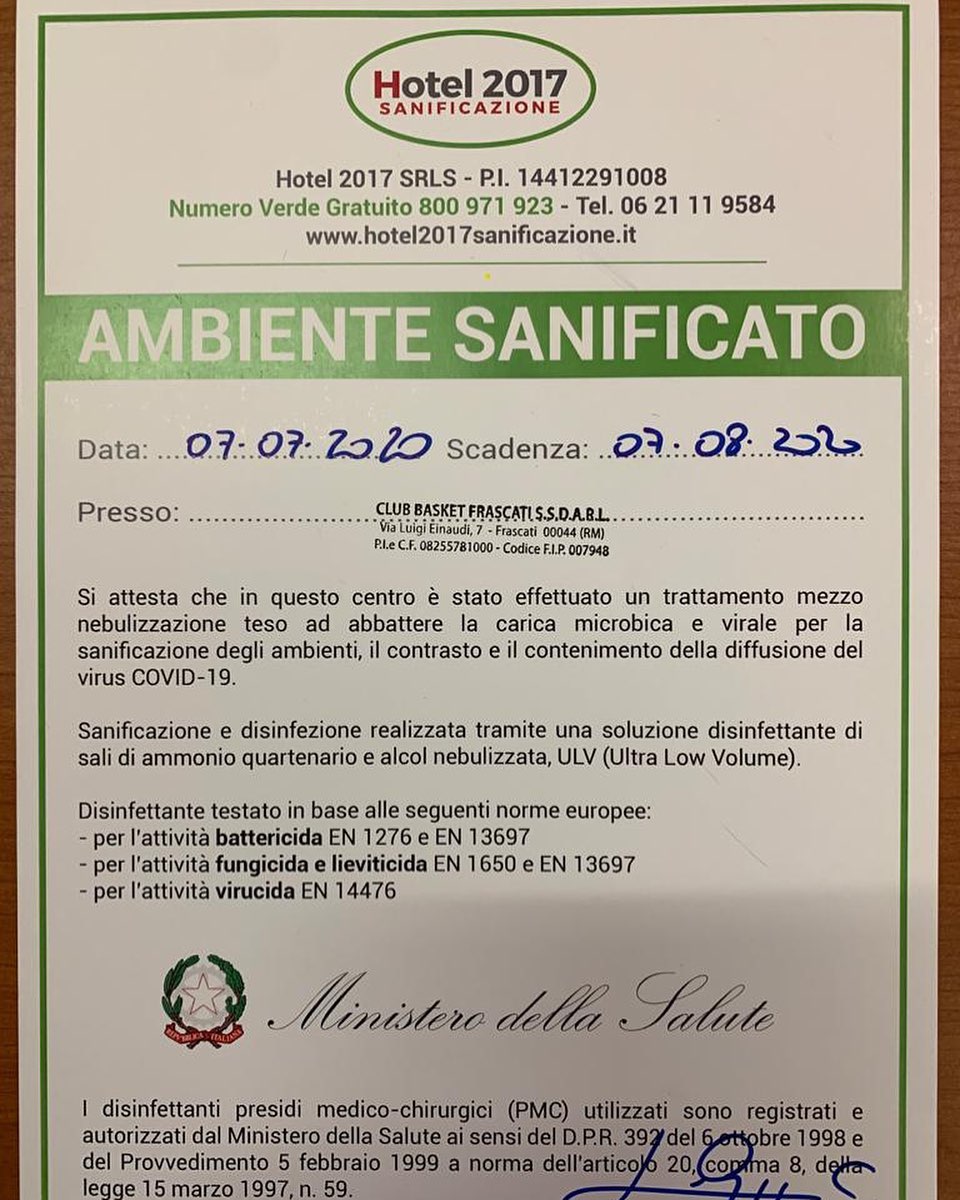 Hotel 2017
SANIFICAZIONE
Hotel 2017 SRLS - P.I. 14412291008
Numero Verde Gratuito 800 971 923 - Tel. 06 21 11 9584
www.hotel2017sanificazione.it
AMBIENTE SANIFICATO
Data: ....07.07.2020 Scadenza: ..07.08.2020
Presso: CLUB BASKET FRASCATI S.S.D.A R.L.
Via Luigi Einaudi, 7 - Frascati 00044 (RM)
P.I.e C.F. 08255781000 - Codice F.I.P. 007948
Si attesta che in questo centro è stato effettuato un trattamento mezzo
nebulizzazione teso ad abbattere la carica microbica e virale per la
sanificazione degli ambienti, il contrasto e il contenimento della diffusione del
virus COVID-19.
Sanificazione e disinfezione realizzata tramite una soluzione disinfettante di
sali di ammonio quartenario e alcol nebulizzata, ULV (Ultra Low Volume).
Disinfettante testato in base alle seguenti norme europee:
- per l'attività battericida EN 1276 e EN 13697
- per l'attività fungicida e lieviticida EN 1650 e EN 13697
- per l'attività virucida EN 14476
REPVBBLICA ITALIANA
Ministero della Salute
I disinfettanti presidi medico-chirurgici (PMC) utilizzati sono registrati e
autorizzati dal Ministero della Salute ai sensi del D.P.R. 392 del 6 ottobre 1998 e
del Provvedimento 5 febbraio 1999 a norma dell'articolo 20, comma 8, della
legge 15 marzo 1997, n. 59.